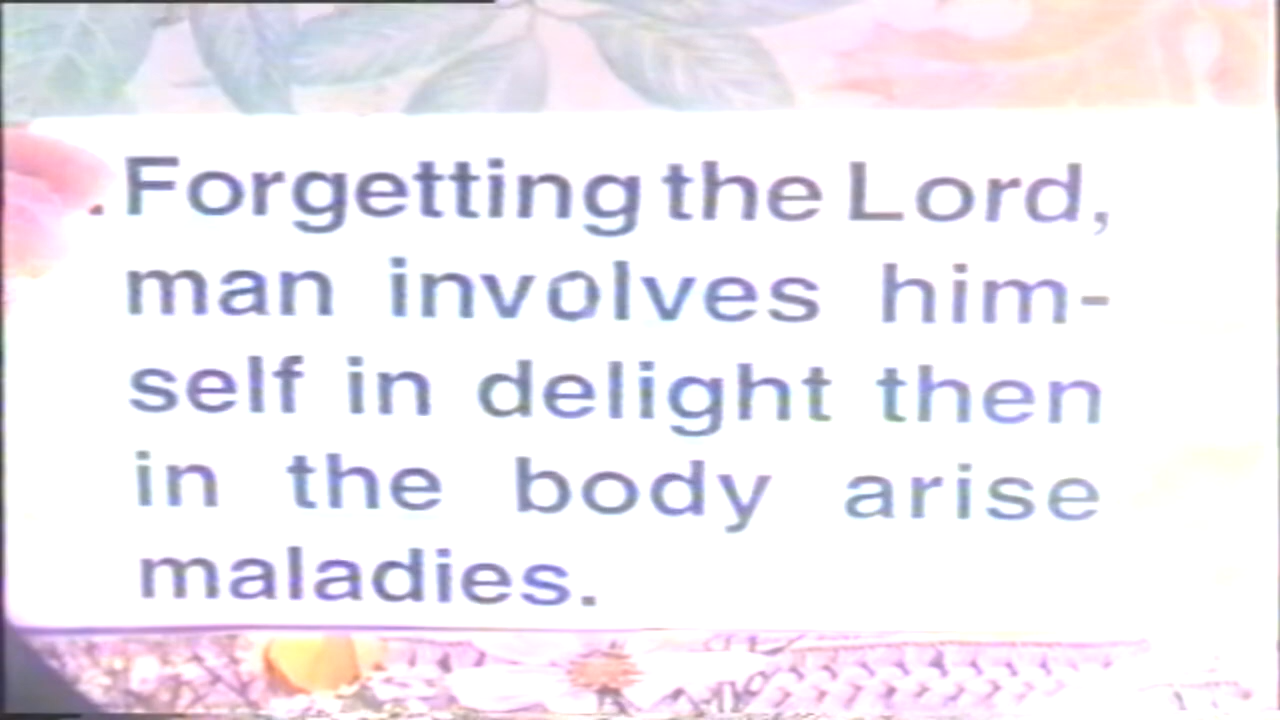 .Forgetting the Lord,
man involves him-
self in delight then
in the body arise
maladies.